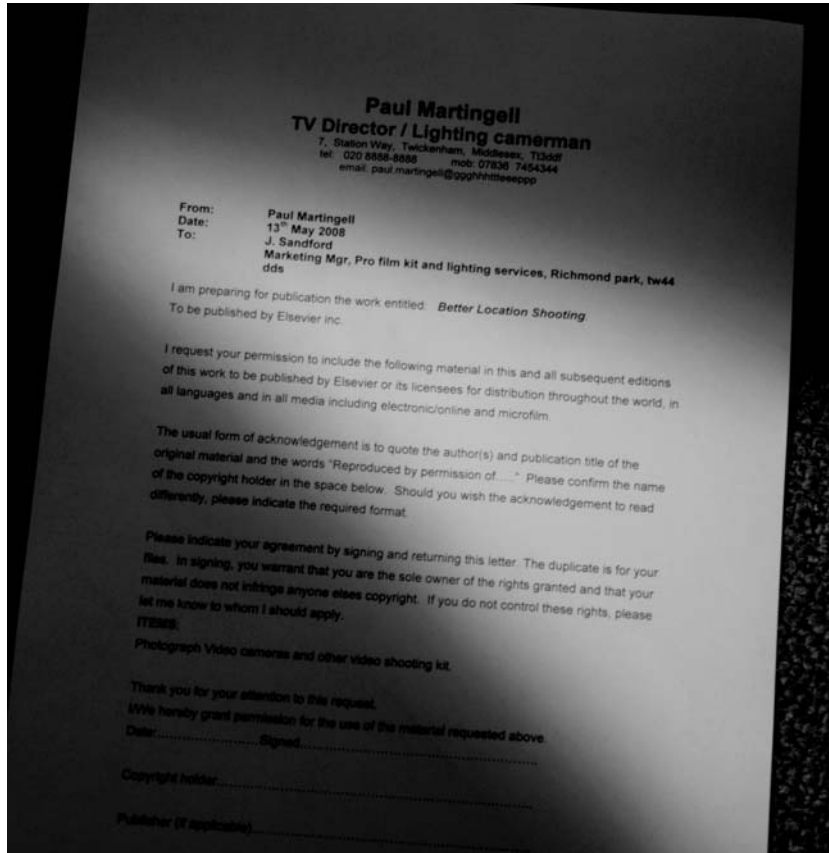 Paul Martingell
TV Director / Lighting camerman
7, Station Way, Twickenham, Middlesex, Tt3ddf
tel: 020 8888-8888 mob: 07836 7454344
email: paul.martingell@ggghhhttleseppp
From: Paul Martingell
Date: 13th May 2008
To: J. Sandford
Marketing Mgr, Pro film kit and lighting services, Richmond park, tw44
dds
I am preparing for publication the work entitled: Better Location Shooting
To be published by Elsevier inc.
I request your permission to include the following material in this and all subsequent editions
of this work to be published by Elsevier or its licensees for distribution throughout the world, in
all languages and in all media including electronic/online and microfilm.
The usual form of acknowledgement is to quote the author(s) and publication title of the
original material and the words "Reproduced by permission of....." Please confirm the name
of the copyright holder in the space below. Should you wish the acknowledgement to read
differently, please indicate the required format.
Please indicate your agreement by signing and returning this letter. The duplicate is for your
files. In signing, you warrant that you are the sole owner of the rights granted and that your
material does not infringe anyone elses copyright. If you do not control these rights, please
let me know to whom I should apply.
ITEMS:
Photograph Video cameras and other video shooting kit.
Thank you for your attention to this request.
I/We hereby grant permission for the use of the material requested above.
Date:..........................Signed............................................................
Copyright holder................................................................................
Publisher (if applicable)......................................................................